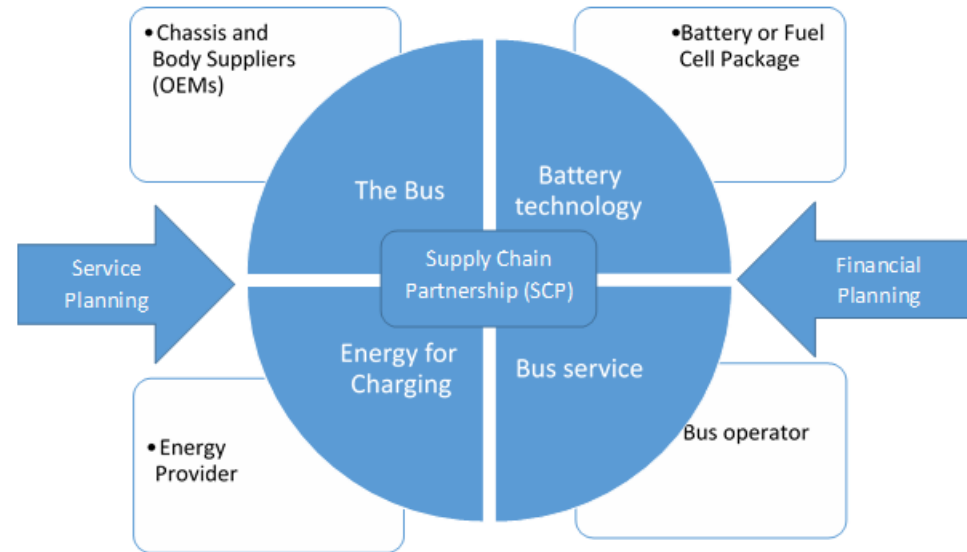 •Chassis and
Body Suppliers
(OEMs)
•Battery or Fuel
Cell Package
The Bus
Battery
technology
Service
Planning
Supply Chain
Partnership (SCP)
Financial
Planning
Energy for
Charging
Bus service
•Energy
Provider
Bus operator